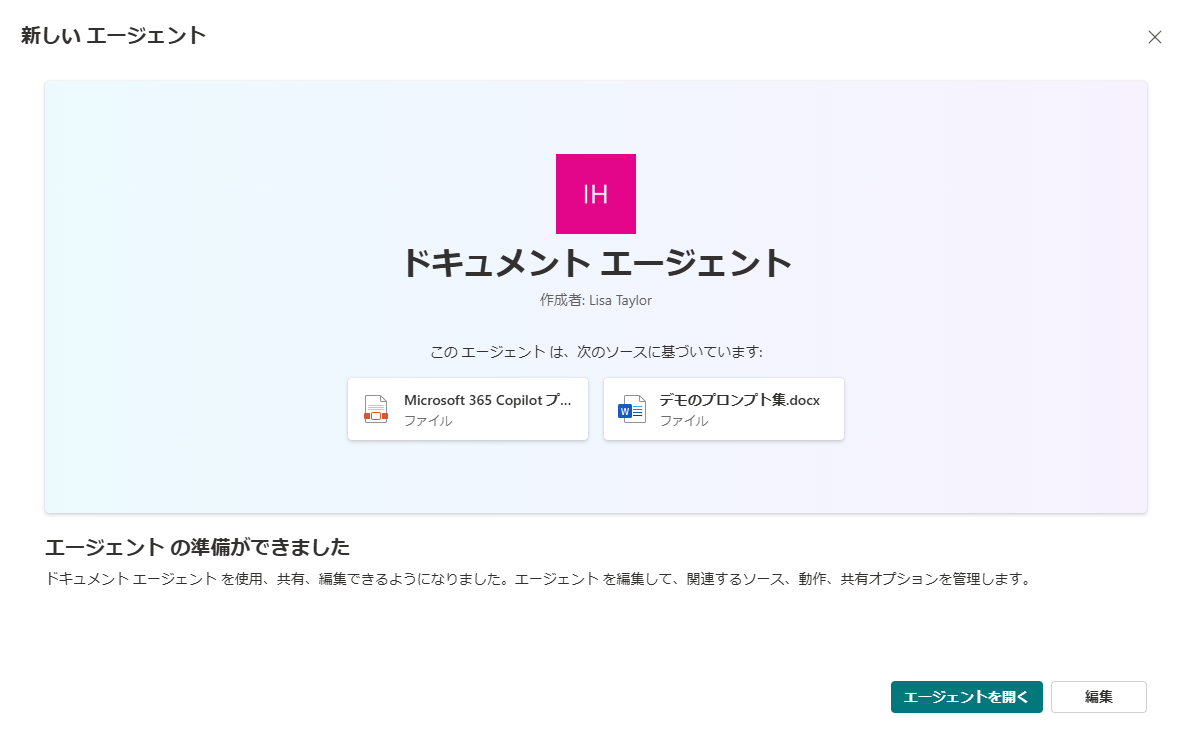 新しい エージェント
IH
ドキュメント エージェント
作成者: Lisa Taylor
この エージェント は、次のソースに基づいています:
Microsoft 365 Copilot プ...
ファイル
デモのプロンプト集.docx
ファイル
エージェント の準備ができました
ドキュメント エージェント を使用、共有、編集できるようになりました。エージェント を編集して、関連するソース、動作、共有オプションを管理します。
エージェントを開く
編集